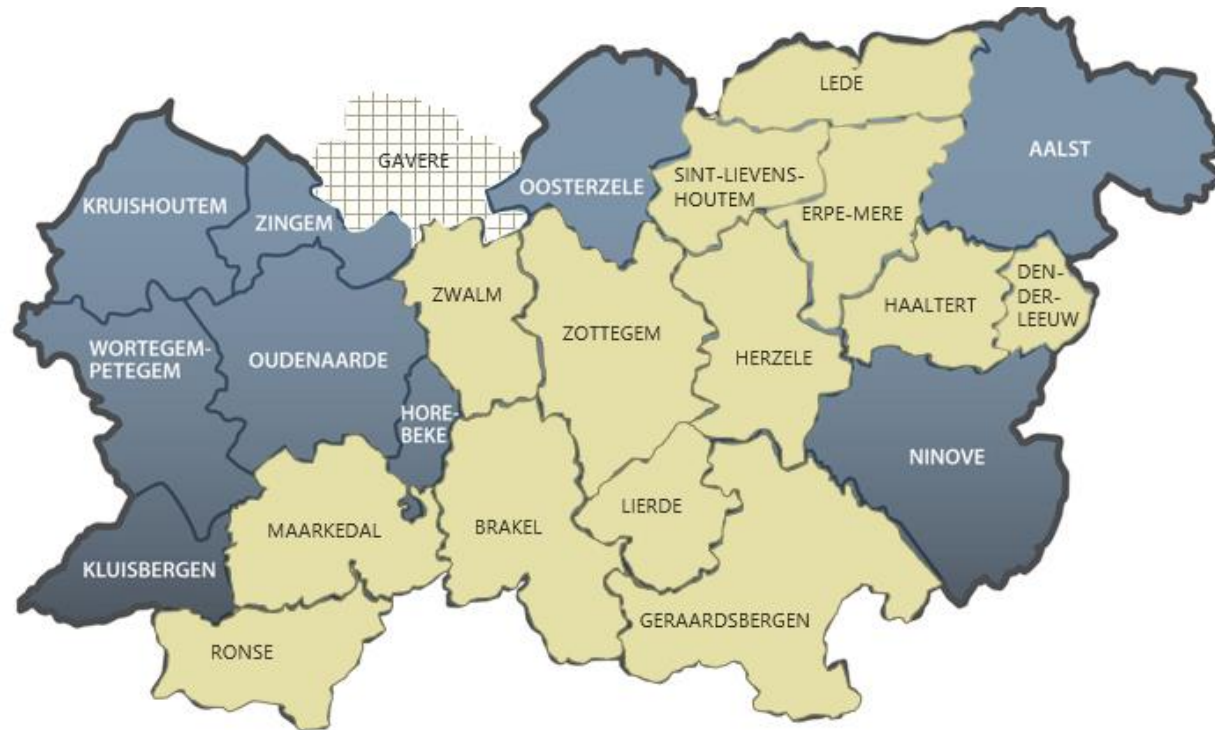 LEDE
AALST
GAVERE
SINT-LIEVENS-
HOUTEM
OOSTERZELE
KRUISHOUTEM
ZINGEM
ERPE-MERE
DEN-
DER-
LEEUW
HAALTERT
ZWALM
ZOTTEGEM
WORTEGEM-
PETEGEM
OUDENAARDE
HERZELE
HORE-
BEKE
NINOVE
LIERDE
MAARKEDAL
BRAKEL
KLUISBERGEN
GERAARDSBERGEN
RONSE